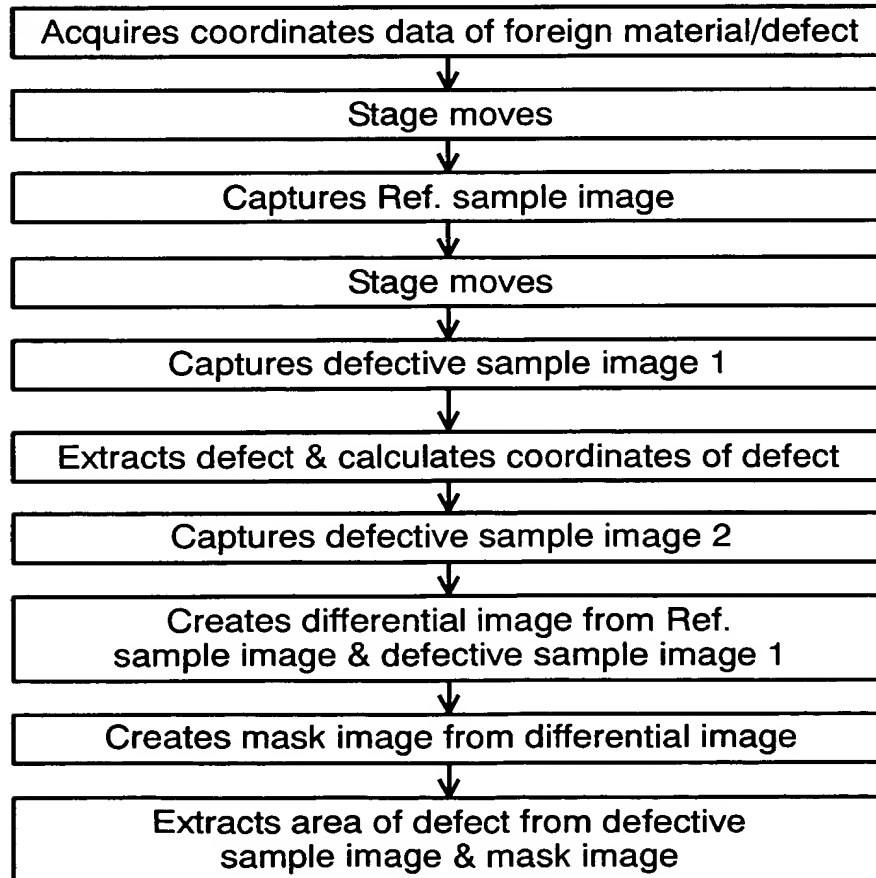 Acquires coordinates data of foreign material/defect
Stage moves
Captures Ref. sample image
Stage moves
Captures defective sample image 1
Extracts defect & calculates coordinates of defect
Captures defective sample image 2
Creates differential image from Ref.
sample image & defective sample image 1
Creates mask image from differential image
Extracts area of defect from defective
sample image & mask image